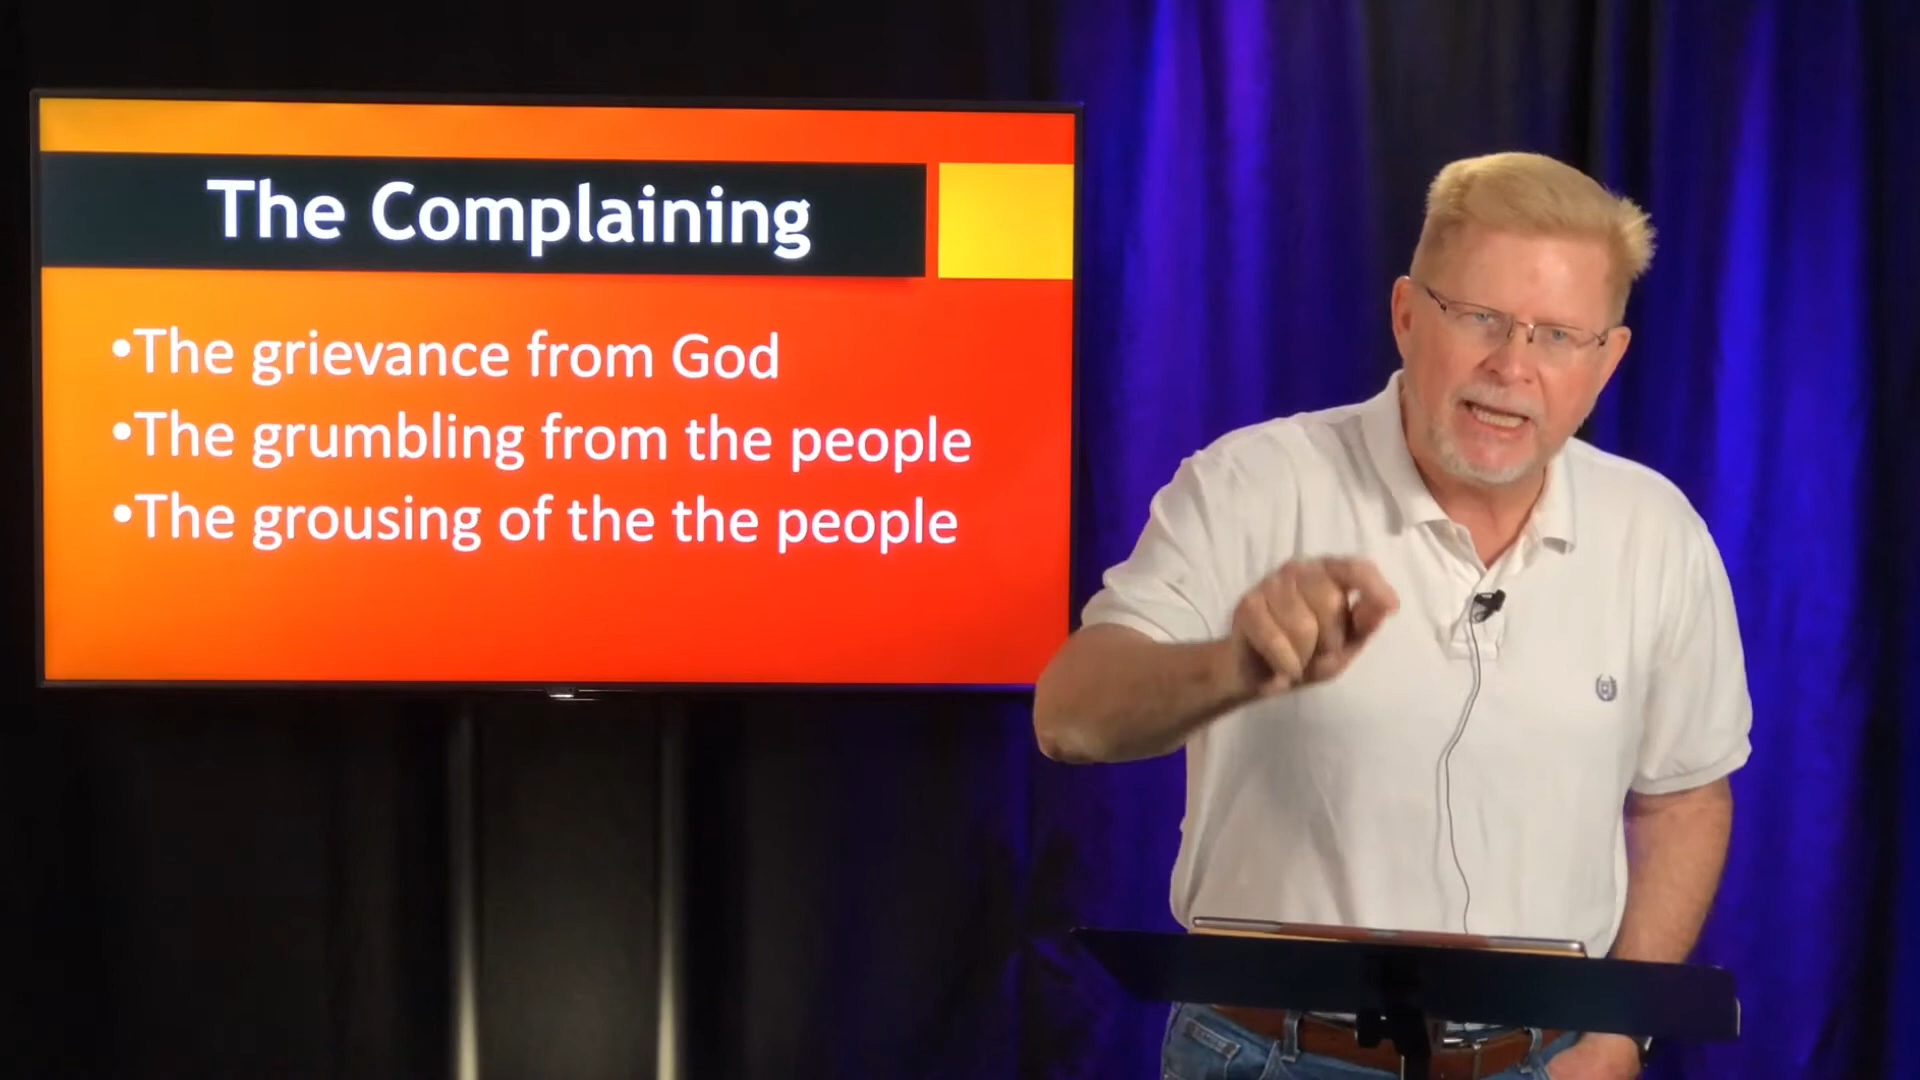 The Complaining
•The grievance from God
•The grumbling from the people
•The grousing of the the people